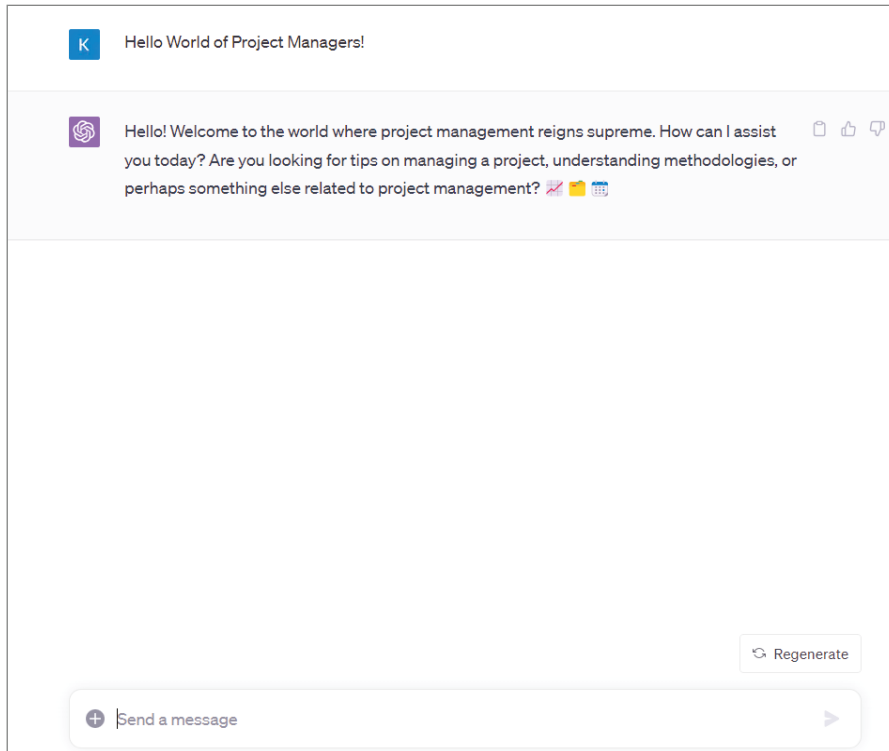 K
Hello World of Project Managers!
Hello! Welcome to the world where project management reigns supreme. How can I assist
you today? Are you looking for tips on managing a project, understanding methodologies, or
perhaps something else related to project management? 📈 🗂️ 📅
Regenerate
Send a message